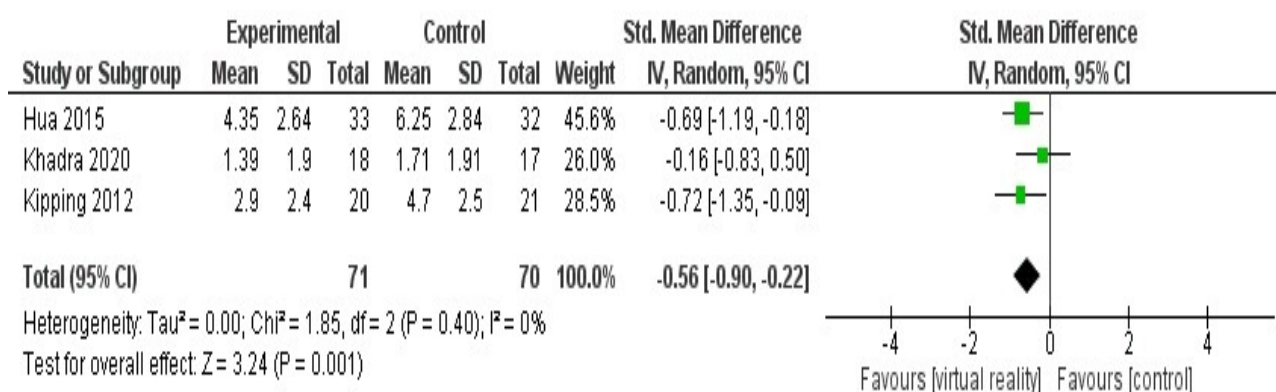 Experimental Control Std. Mean Difference Std. Mean Difference
Study or Subgroup Mean SD Total Mean SD Total Weight IV, Random, 95% CI IV, Random, 95% CI
Hua 2015 4.35 2.64 33 6.25 2.84 32 45.6% -0.69 [-1.19, -0.18]
Khadra 2020 1.39 1.9 18 1.71 1.91 17 26.0% -0.16 [-0.83, 0.50]
Kipping 2012 2.9 2.4 20 4.7 2.5 21 28.5% -0.72 [-1.35, -0.09]
Total (95% CI) 71 70 100.0% -0.56 [-0.90, -0.22]
Heterogeneity: Tau² = 0.00; Chi² = 1.85, df = 2 (P = 0.40); I² = 0%
Test for overall effect: Z = 3.24 (P = 0.001)
-4 -2 0 2 4
Favours [virtual reality] Favours [control]